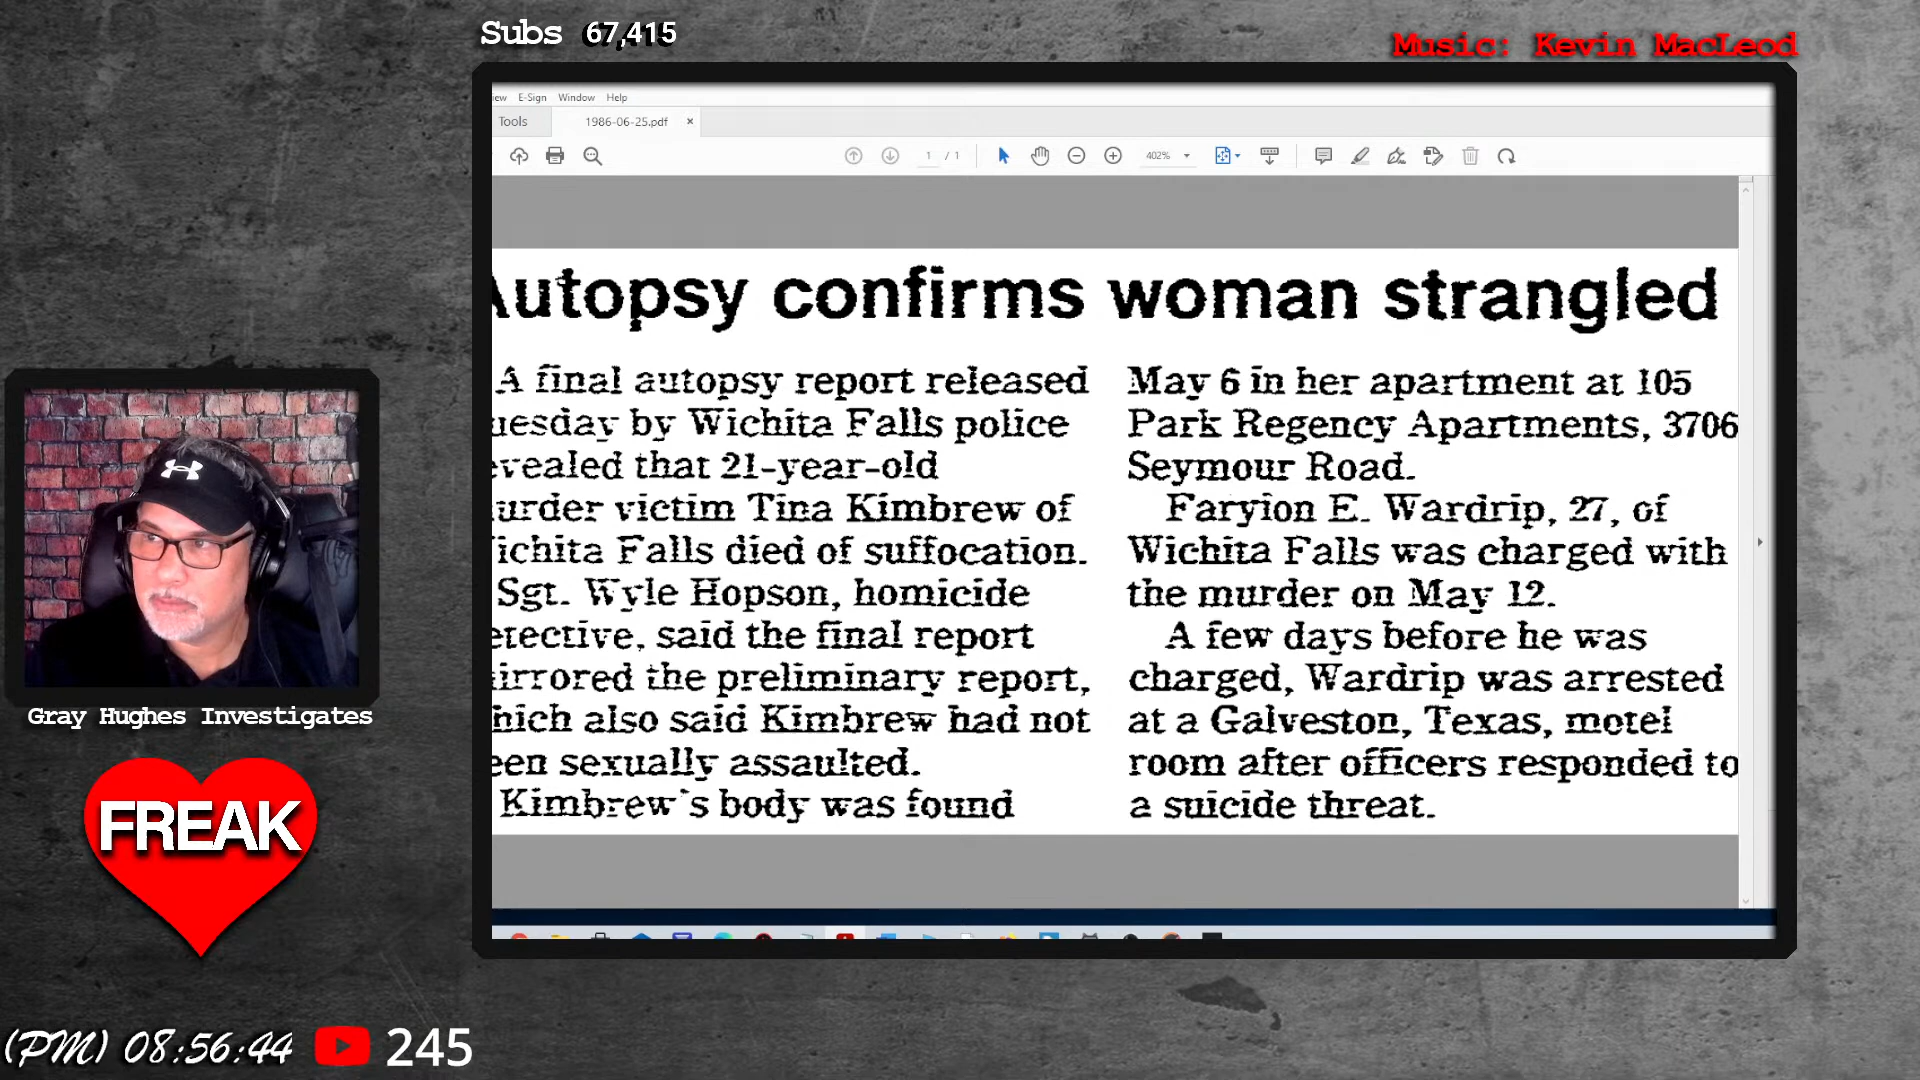 Subs 67,415
Music: Kevin MacLeod
iew E-Sign Window Help
Tools 1986-06-25.pdf ×
1 / 1 402%
Autopsy confirms woman strangled
A final autopsy report released
uesday by Wichita Falls police
evealed that 21-year-old
urder victim Tina Kimbrew of
ichita Falls died of suffocation.
Sgt. Wyle Hopson, homicide
etective, said the final report
irrored the preliminary report,
hich also said Kimbrew had not
een sexually assaulted.
Kimbrew's body was found
May 6 in her apartment at 105
Park Regency Apartments, 3706
Seymour Road.
Faryion E. Wardrip, 27, of
Wichita Falls was charged with
the murder on May 12.
A few days before he was
charged, Wardrip was arrested
at a Galveston, Texas, motel
room after officers responded to
a suicide threat.
Gray Hughes Investigates
FREAK
(PM) 08:56:44 245